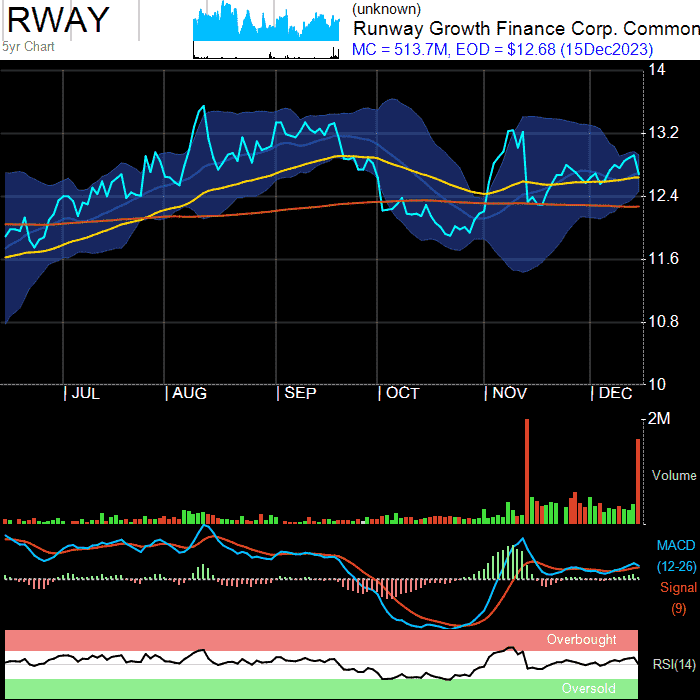 RWAY
5yr Chart
(unknown)
Runway Growth Finance Corp. Common
MC = 513.7M, EOD = $12.68 (15Dec2023)
14
13.2
12.4
11.6
10.8
10
JUL
AUG
SEP
OCT
NOV
DEC
2M
Volume
MACD
(12-26)
Signal
(9)
Overbought
RSI(14)
Oversold